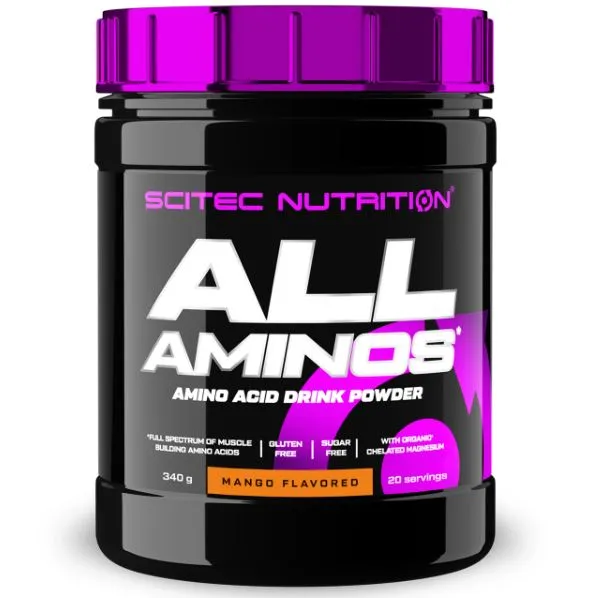 SCITEC NUTRITION®
ALL
AMINOS*
AMINO ACID DRINK POWDER
*FULL SPECTRUM OF MUSCLE
BUILDING AMINO ACIDS
GLUTEN
FREE
SUGAR
FREE
WITH ORGANIC'
CHELATED MAGNESIUM
340 g
MANGO FLAVORED
20 servings